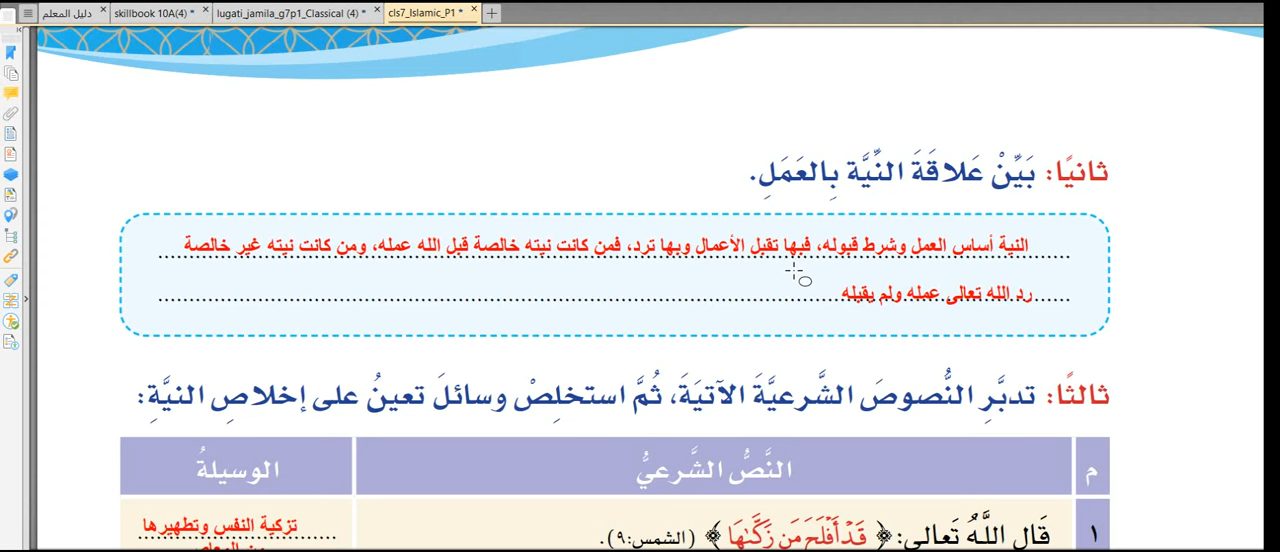 دليل المعلم
skillbook 10A(4) *
lugati_jamila_g7p1_Classical (4) *
cls7_Islamic_P1 *
ثانيًا: بَيِّنْ عَلاقَةَ النِّيَّة بِالعَمَلِ.
النية أساس العمل وشرط قبوله، فبها تقبل الأعمال وبها ترد، فمن كانت نيته خالصة قبل الله عمله، ومن كانت نيته غير خالصة
رد الله تعالى عمله ولم يقبله
ثالثًا: تدبَّرِ النُّصوصَ الشَّرعيَّةَ الآتيَةَ، ثُمَّ استخلِصْ وسائلَ تعينُ على إخلاصِ النيَّةِ:
م النَّصُّ الشَّرعيُّ الوسيلةُ
١ قَال اللَّهُ تَعالى: ﴿ قَدْ أَفْلَحَ مَن زَكَّىٰهَا ﴾ (الشمس:٩). تزكية النفس وتطهيرها
من المعاصي